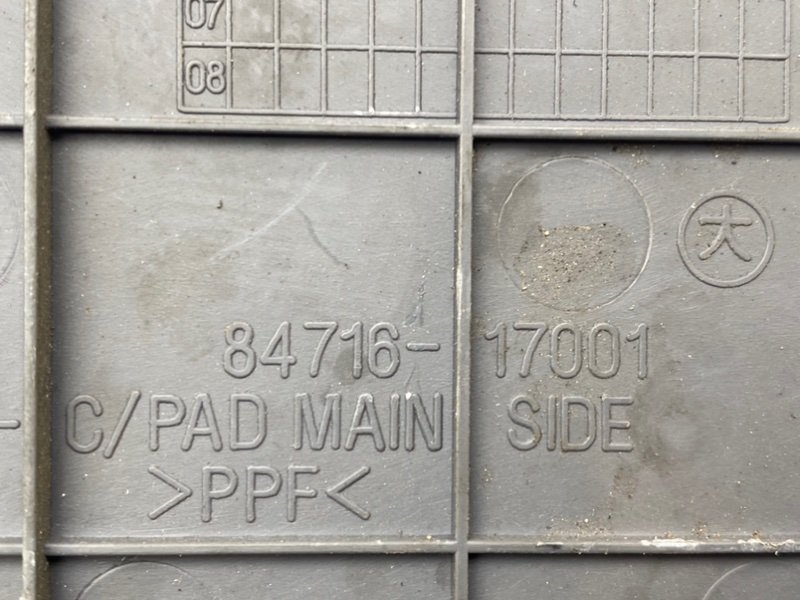 07
08
大
84716-17001
C/PAD MAIN SIDE
>PPF<